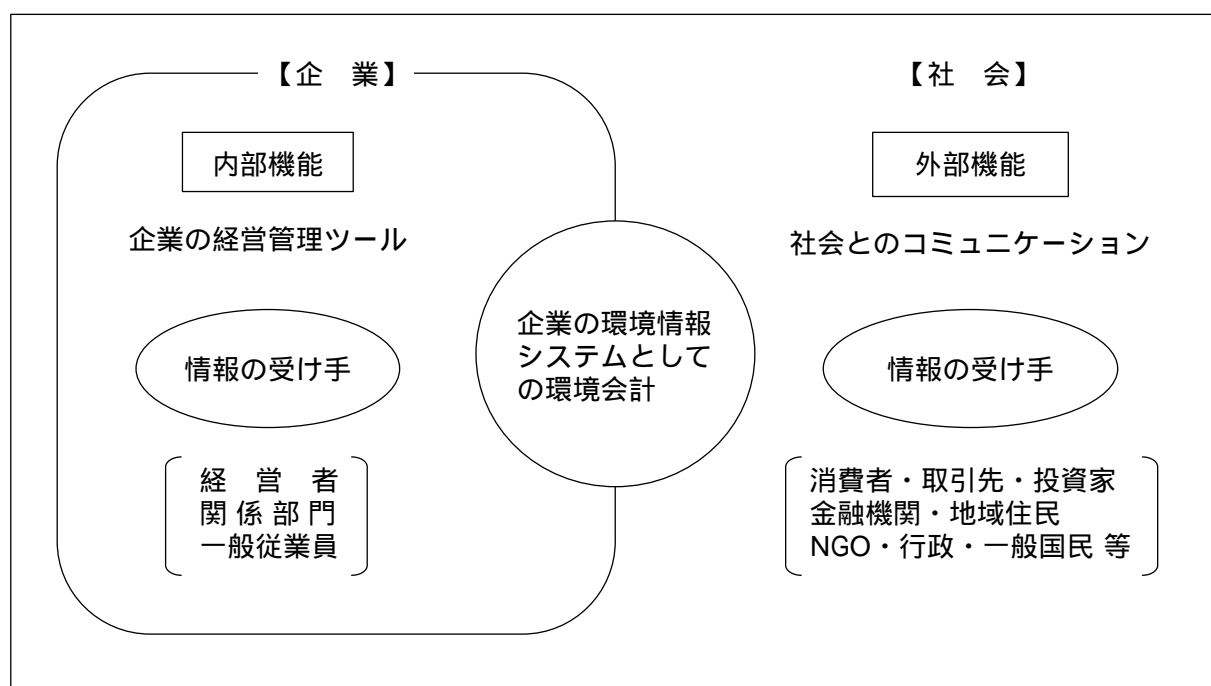 【企　業】
内部機能
企業の経営管理ツール
情報の受け手
経　営　者
関 係 部 門
一般従業員
企業の環境情報
システムとして
の環境会計
【社　会】
外部機能
社会とのコミュニケーション
情報の受け手
消費者・取引先・投資家
金融機関・地域住民
NGO・行政・一般国民 等